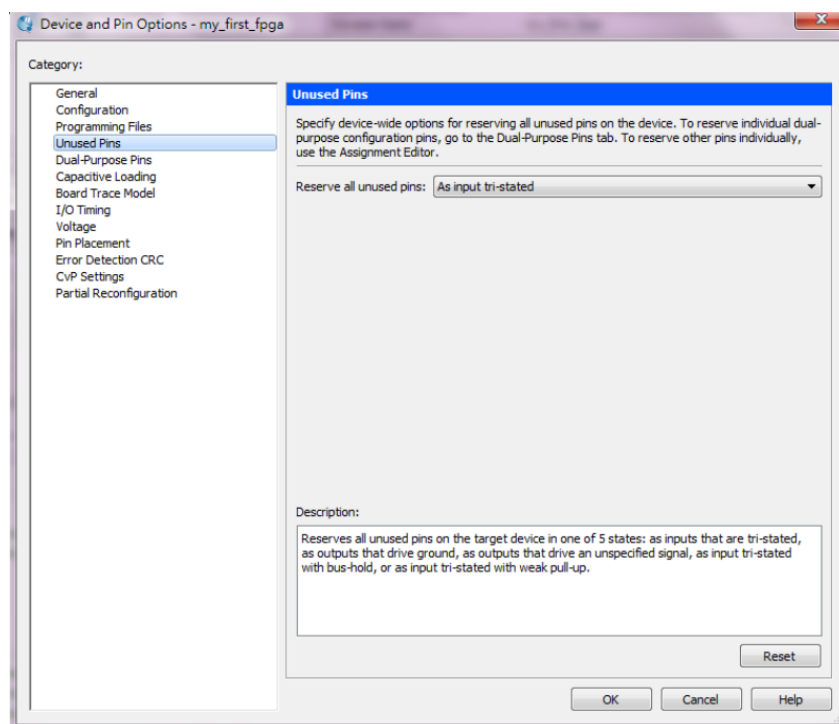 Device and Pin Options - my_first_fpga
Category:
General
Configuration
Programming Files
Unused Pins
Dual-Purpose Pins
Capacitive Loading
Board Trace Model
I/O Timing
Voltage
Pin Placement
Error Detection CRC
CvP Settings
Partial Reconfiguration
Unused Pins
Specify device-wide options for reserving all unused pins on the device. To reserve individual dual-
purpose configuration pins, go to the Dual-Purpose Pins tab. To reserve other pins individually,
use the Assignment Editor.
Reserve all unused pins: As input tri-stated
Description:
Reserves all unused pins on the target device in one of 5 states: as inputs that are tri-stated,
as outputs that drive ground, as outputs that drive an unspecified signal, as input tri-stated
with bus-hold, or as input tri-stated with weak pull-up.
Reset
OK Cancel Help